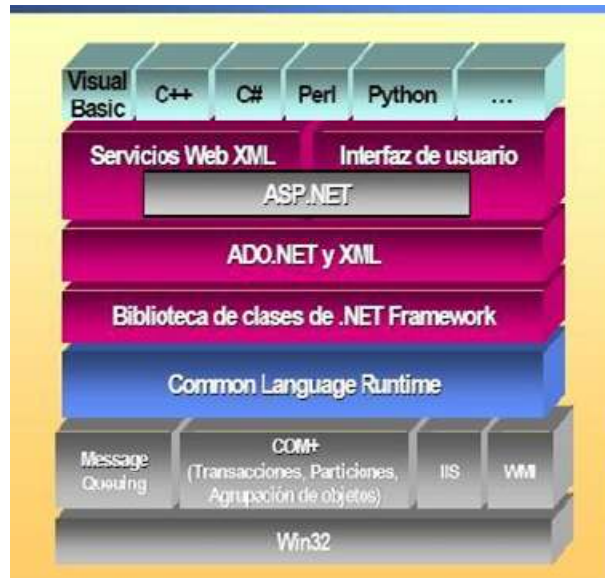 Visual
Basic
C++
C#
Perl
Python
...
Servicios Web XML
Interfaz de usuario
ASP.NET
ADO.NET y XML
Biblioteca de clases de .NET Framework
Common Language Runtime
Message
Queuing
COM+
(Transacciones, Particiones,
Agrupación de objetos)
IIS
WMI
Win32